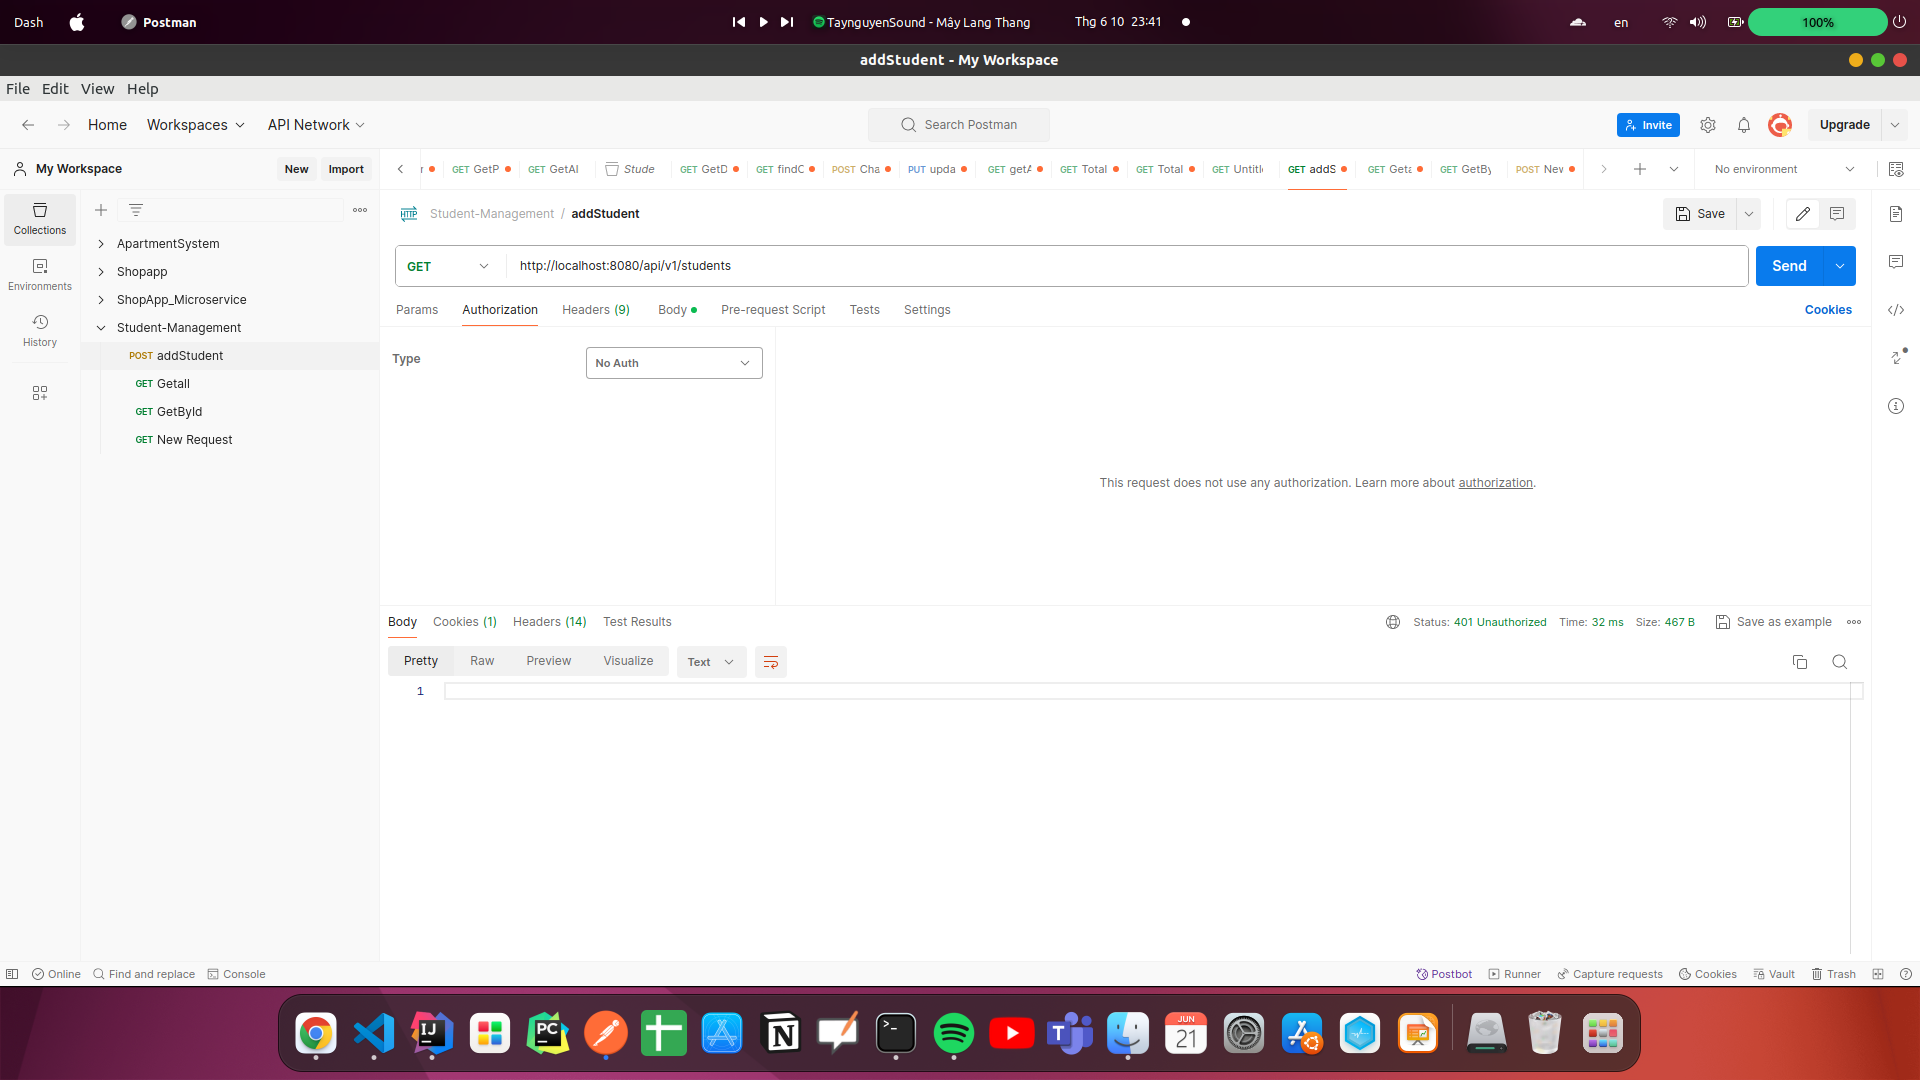 Dash Postman TaynguyenSound - Mây Lang Thang Thg 6 10 23:41 en 100%
addStudent - My Workspace
File Edit View Help
Home Workspaces API Network Search Postman Invite Upgrade
My Workspace New Import
GET GetP GET GetAl Stude GET GetD GET findC POST Cha PUT upda GET getA GET Total GET Total GET Untitle GET addS GET Geta GET GetBy POST New No environment
Collections
Environments
History
ApartmentSystem
Shopapp
ShopApp_Microservice
Student-Management
POST addStudent
GET Getall
GET GetById
GET New Request
HTTP Student-Management / addStudent Save
GET http://localhost:8080/api/v1/students Send
Params Authorization Headers (9) Body Pre-request Script Tests Settings Cookies
Type No Auth
This request does not use any authorization. Learn more about authorization.
Body Cookies (1) Headers (14) Test Results Status: 401 Unauthorized Time: 32 ms Size: 467 B Save as example
Pretty Raw Preview Visualize Text
1
Online Find and replace Console Postbot Runner Capture requests Cookies Vault Trash
IJ PC N T JUN 21